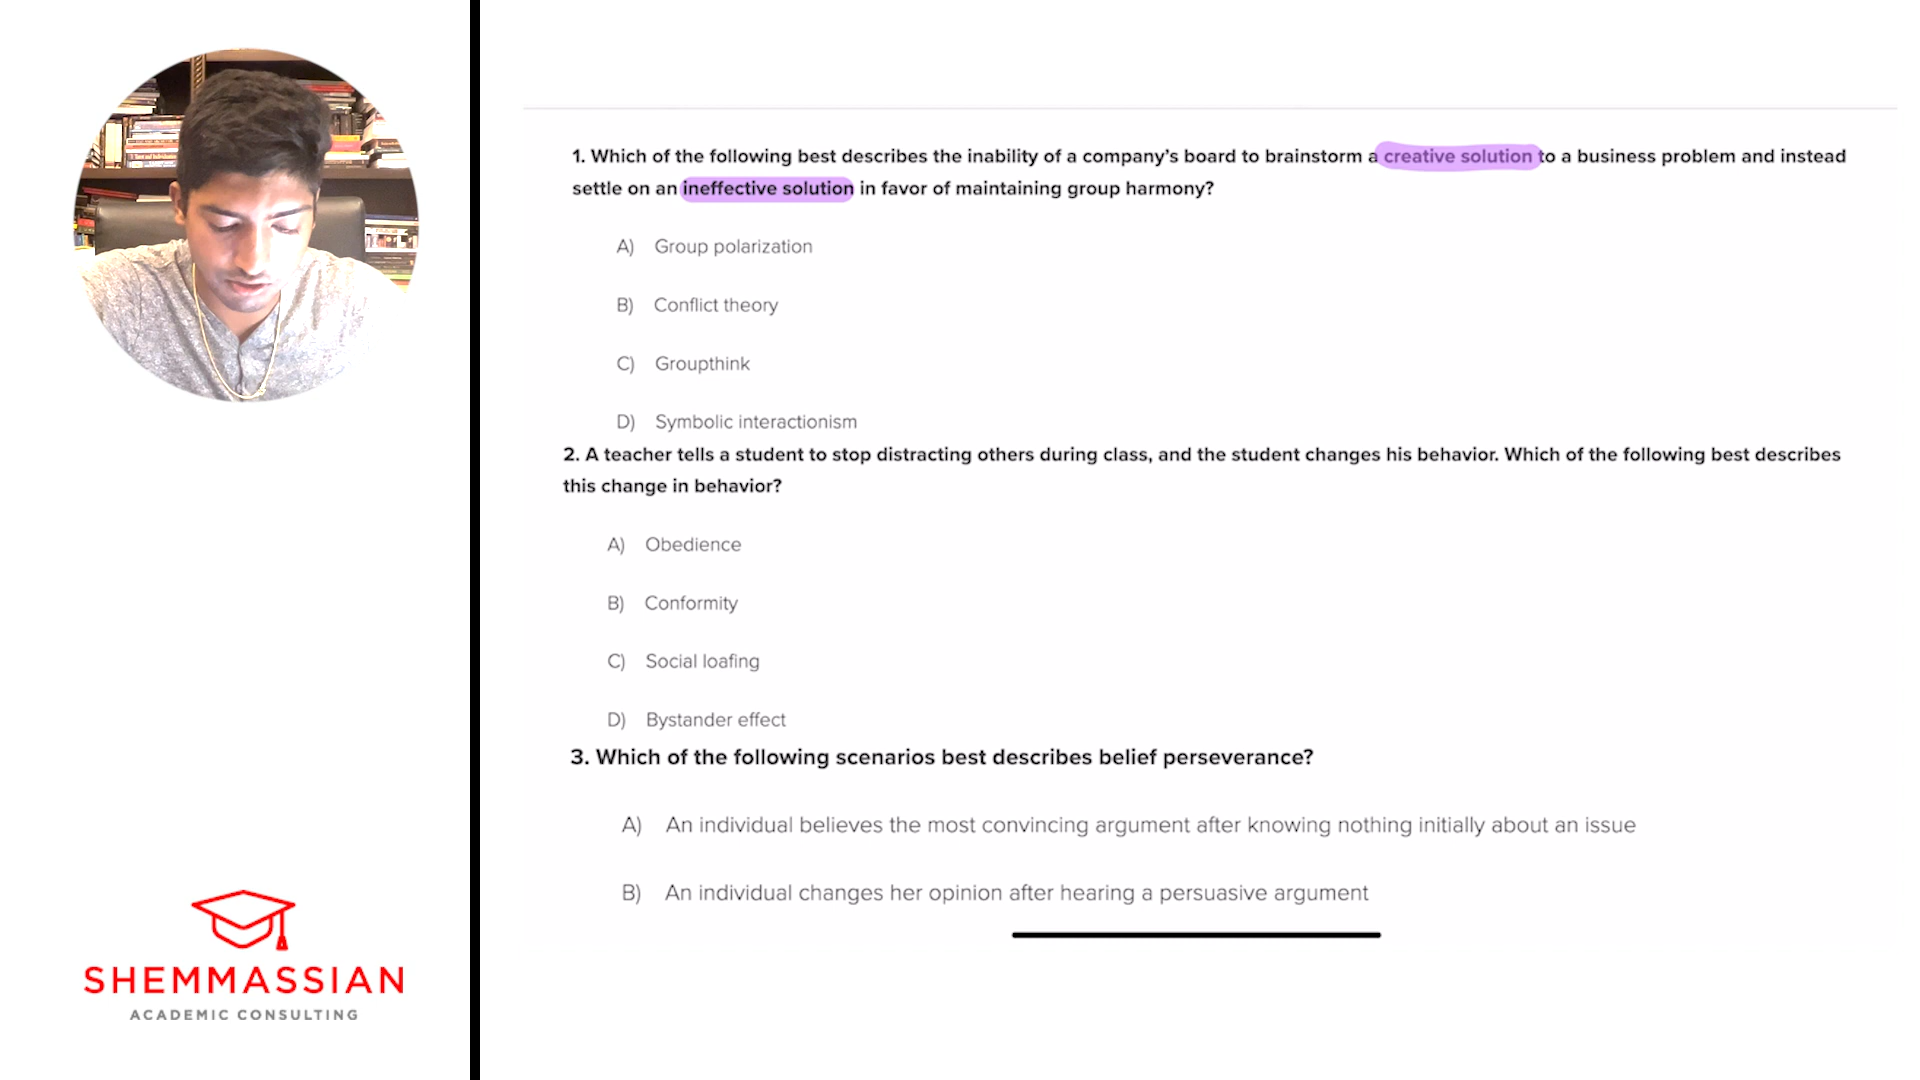 1. Which of the following best describes the inability of a company’s board to brainstorm a creative solution to a business problem and instead
settle on an ineffective solution in favor of maintaining group harmony?
A) Group polarization
B) Conflict theory
C) Groupthink
D) Symbolic interactionism
2. A teacher tells a student to stop distracting others during class, and the student changes his behavior. Which of the following best describes
this change in behavior?
A) Obedience
B) Conformity
C) Social loafing
D) Bystander effect
3. Which of the following scenarios best describes belief perseverance?
A) An individual believes the most convincing argument after knowing nothing initially about an issue
B) An individual changes her opinion after hearing a persuasive argument
SHEMMASSIAN
ACADEMIC CONSULTING